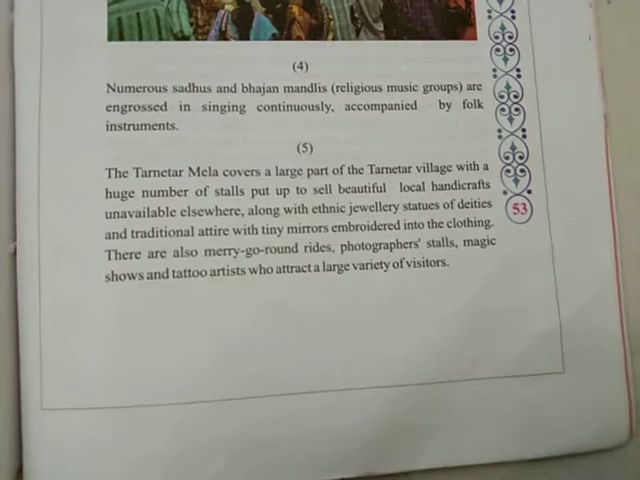 (4)
Numerous sadhus and bhajan mandlis (religious music groups) are
engrossed in singing continuously, accompanied by folk
instruments.
(5)
The Tarnetar Mela covers a large part of the Tarnetar village with a
huge number of stalls put up to sell beautiful local handicrafts
unavailable elsewhere, along with ethnic jewellery statues of deities
and traditional attire with tiny mirrors embroidered into the clothing.
There are also merry-go-round rides, photographers' stalls, magic
shows and tattoo artists who attract a large variety of visitors.
53